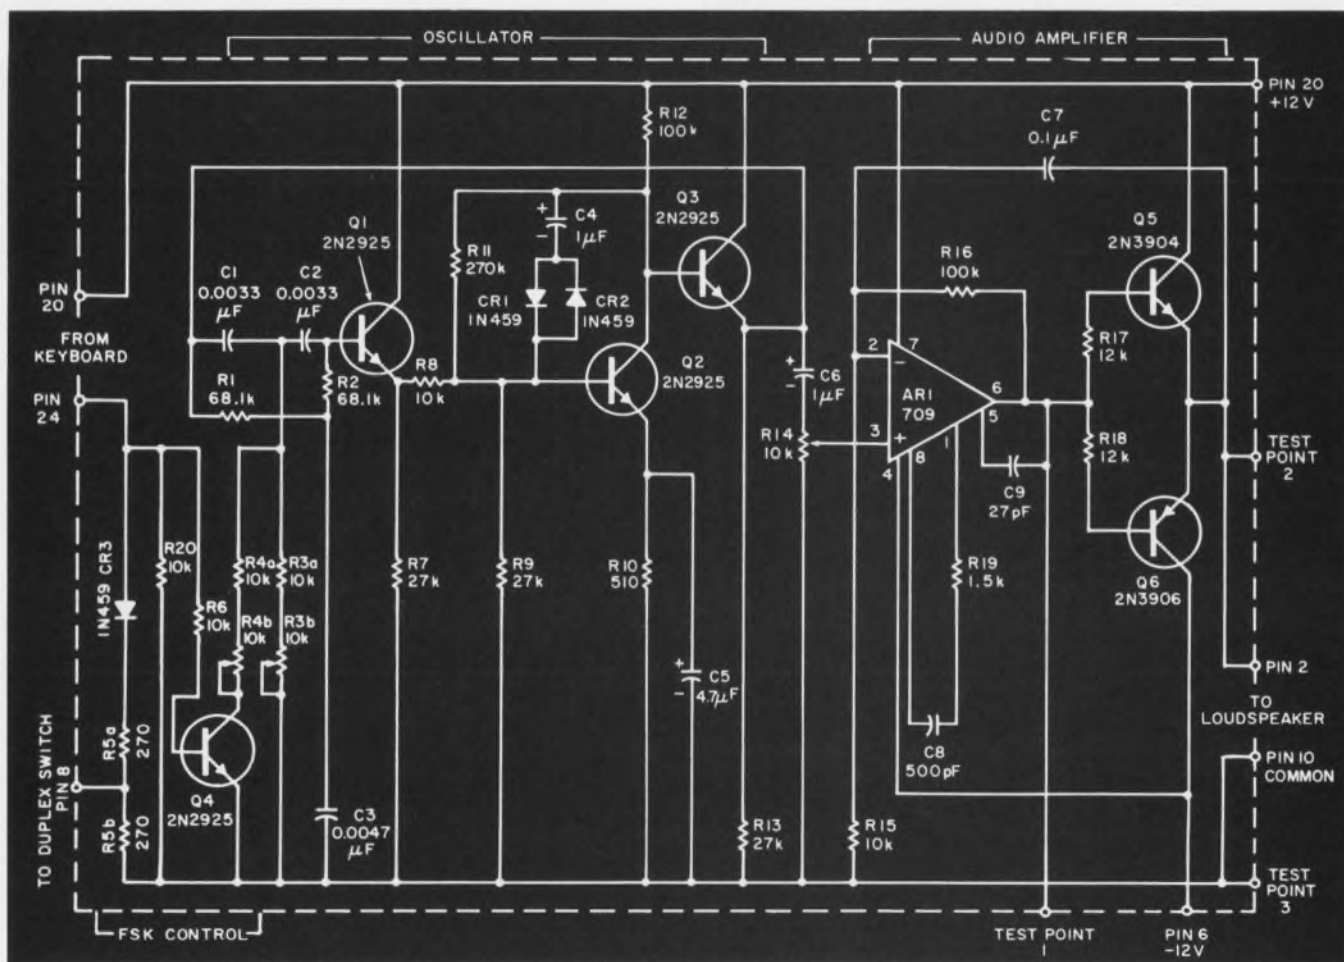 OSCILLATOR
AUDIO AMPLIFIER
PIN 20
+12V
R12
100k
C7
0.1μF
Q3
2N2925
Q1
2N2925
C4
1μF
+
-
R11
270k
Q5
2N3904
R16
100k
PIN
20
FROM
KEYBOARD
PIN
24
C1
0.0033
μF
C2
0.0033
μF
CR1
1N459
CR2
1N459
R8
10k
Q2
2N2925
R1
68.1k
R2
68.1k
+
-
C6
1μF
R14
10k
2
-
7
AR1
709
6
5
3
+
4
8
1
R17
12k
R18
12k
C9
27pF
TEST
POINT
2
1N459 CR3
R20
10k
R6
10k
R4a
10k
R3a
10k
R4b
10k
R3b
10k
R7
27k
R9
27k
R10
510
R19
1.5k
Q6
2N3906
+
-
C5
4.7μF
PIN 2
TO
LOUDSPEAKER
R5a
270
R5b
270
TO DUPLEX SWITCH
PIN 8
Q4
2N2925
C3
0.0047
μF
C8
500pF
PIN 10
COMMON
R13
27k
R15
10k
TEST
POINT
3
FSK CONTROL
TEST POINT
1
PIN 6
-12V